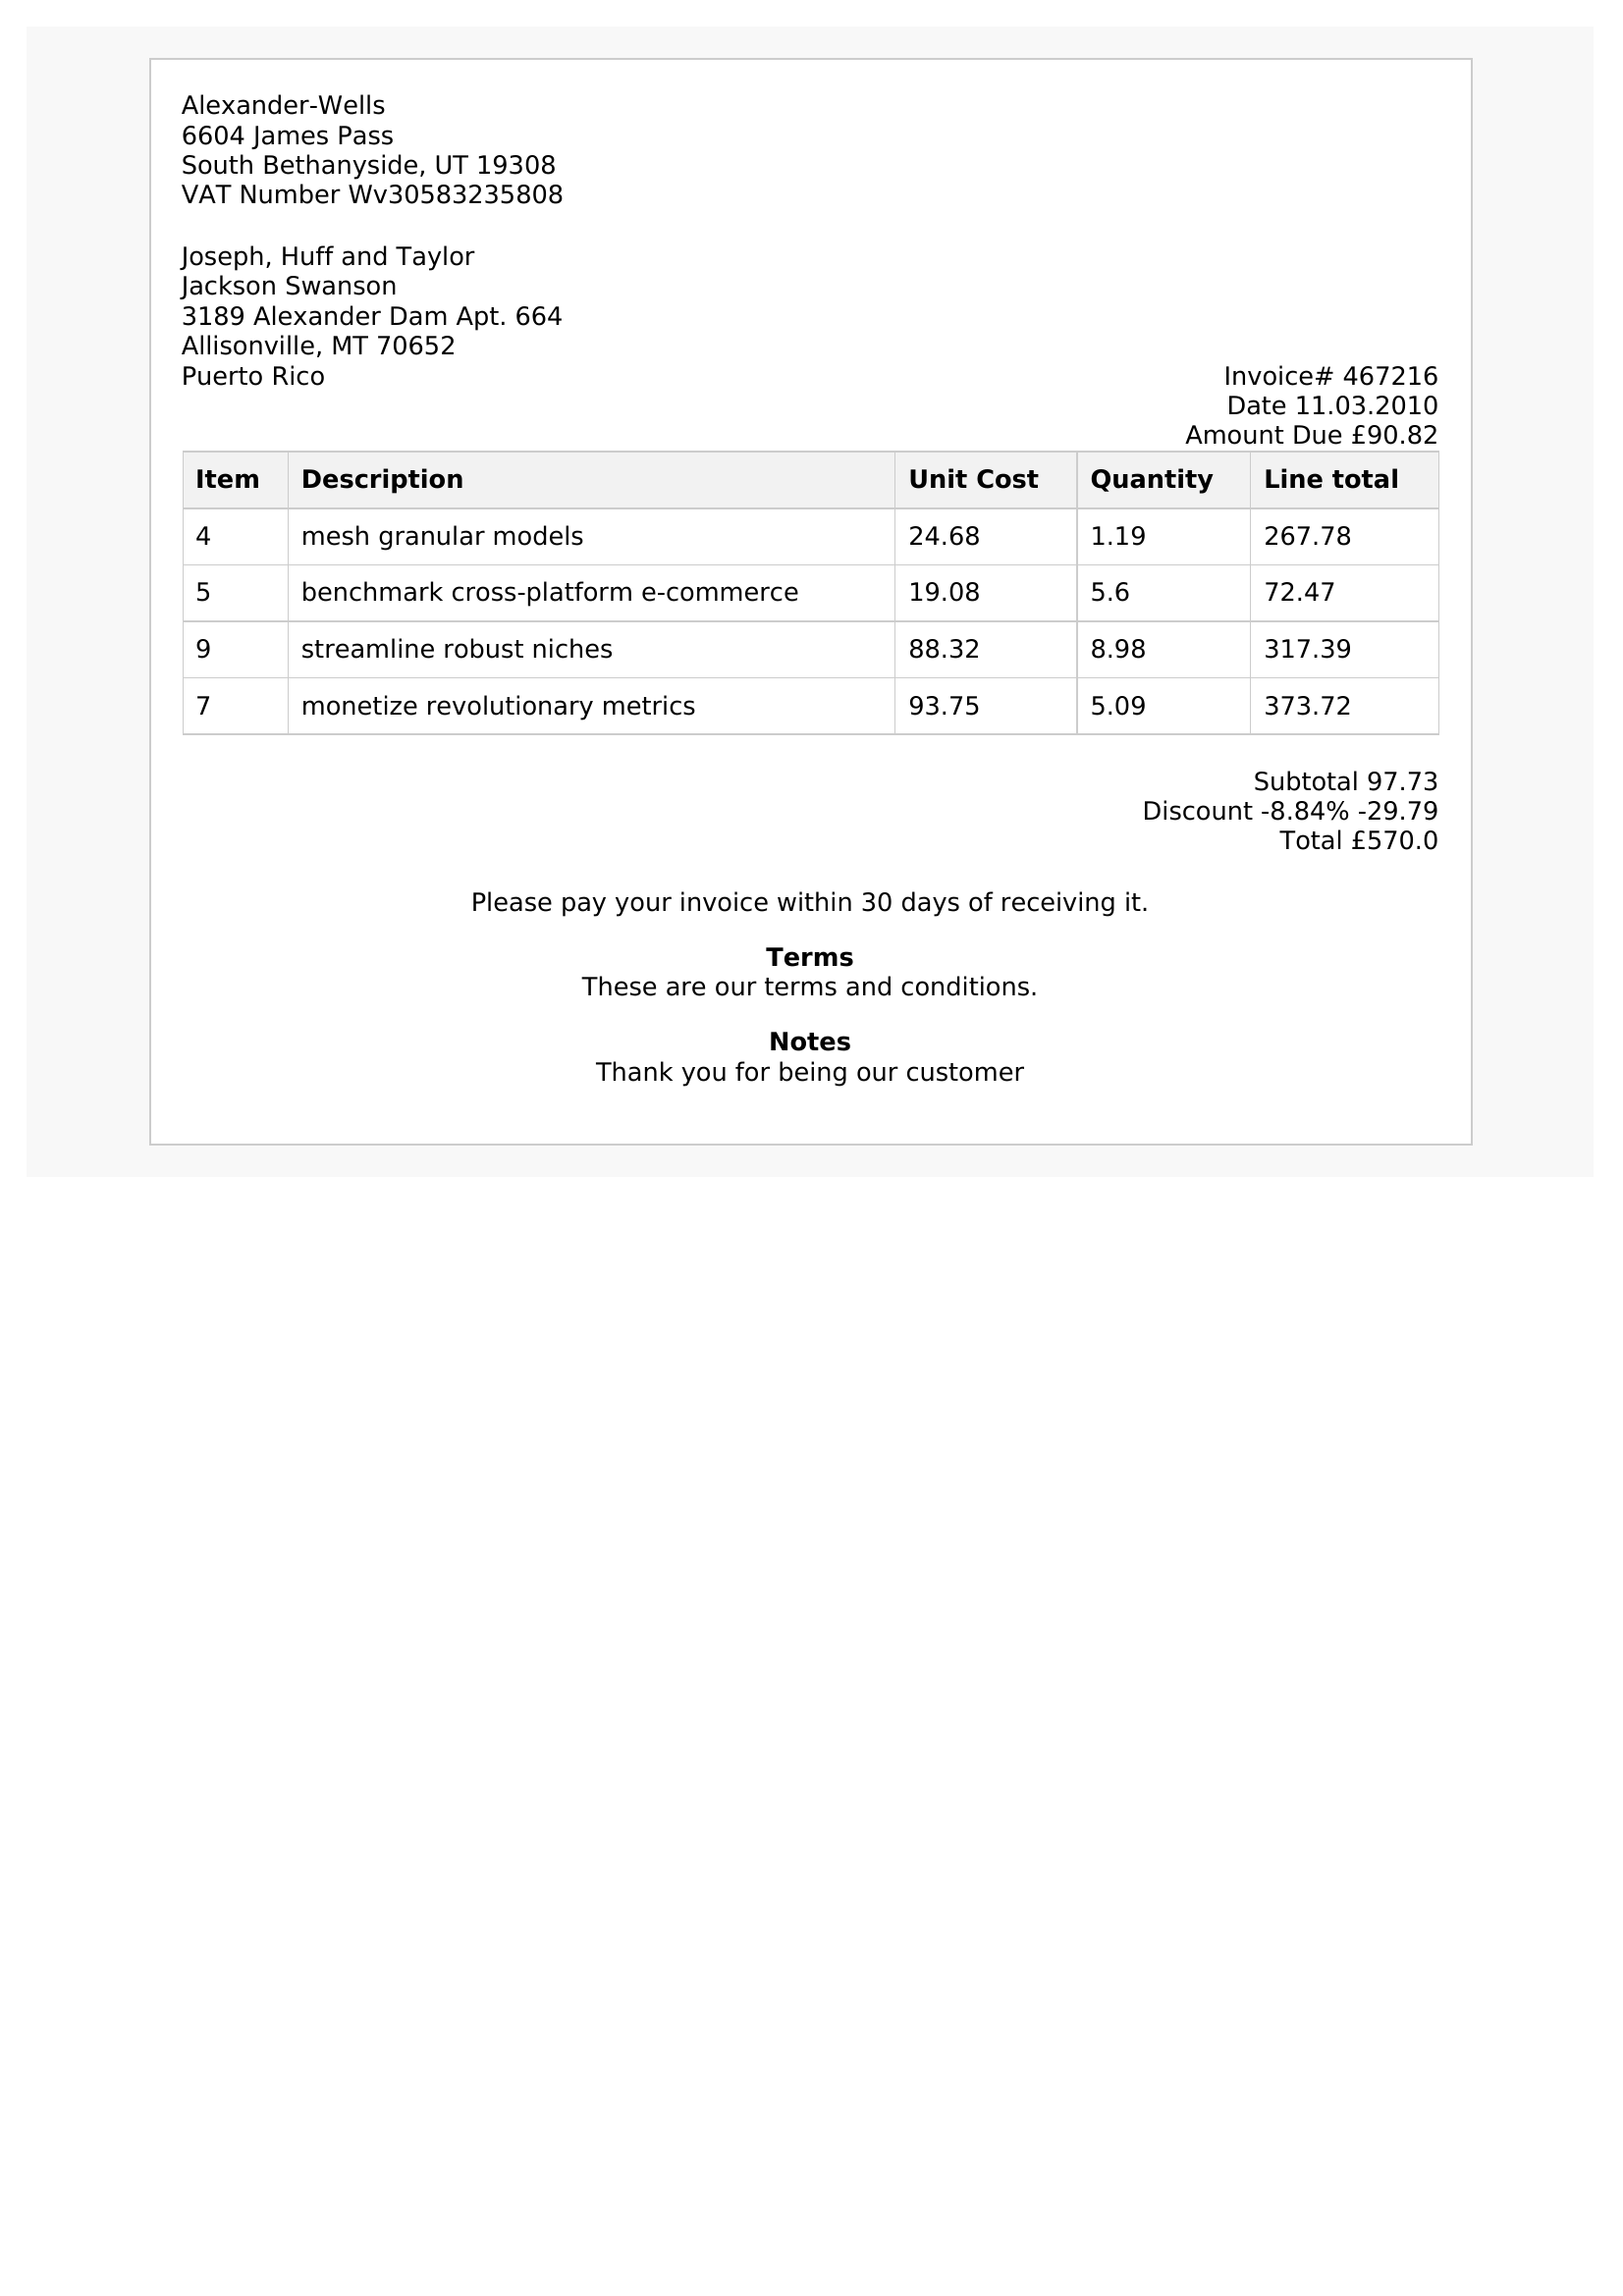 Alexander-Wells
6604 James Pass
South Bethanyside, UT 19308
VAT Number Wv30583235808
Joseph, Huff and Taylor
Jackson Swanson
3189 Alexander Dam Apt. 664
Allisonville, MT 70652
Puerto Rico
Invoice# 467216
Date 11.03.2010
Amount Due £90.82
Item Description Unit Cost Quantity Line total
4 mesh granular models 24.68 1.19 267.78
5 benchmark cross-platform e-commerce 19.08 5.6 72.47
9 streamline robust niches 88.32 8.98 317.39
7 monetize revolutionary metrics 93.75 5.09 373.72
Subtotal 97.73
Discount -8.84% -29.79
Total £570.0
Please pay your invoice within 30 days of receiving it.
Terms
These are our terms and conditions.
Notes
Thank you for being our customer